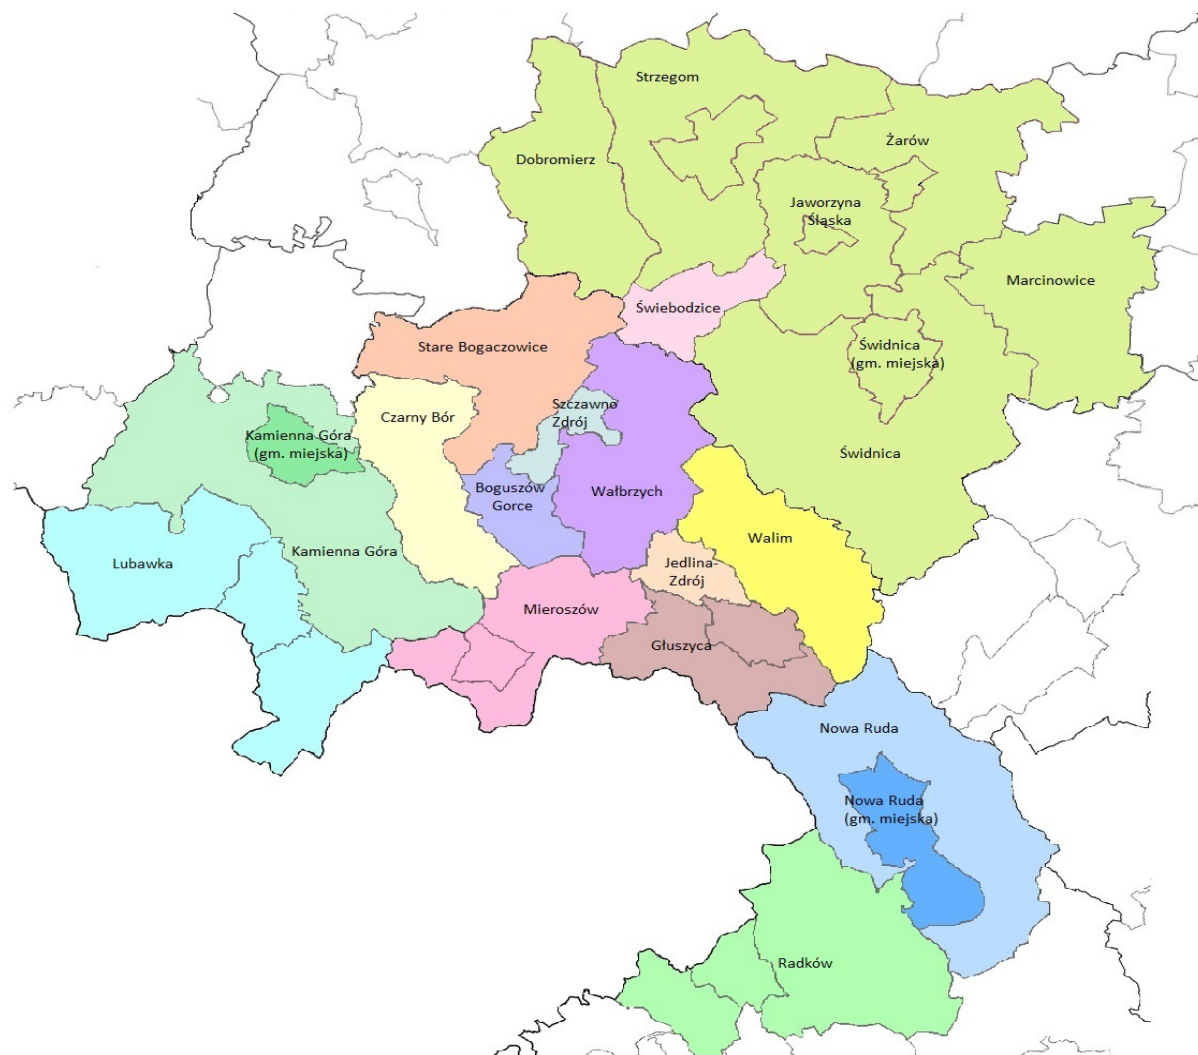 Strzegom
Żarów
Dobromierz
Jaworzyna
Śląska
Marcinowice
Świebodzice
Świdnica
(gm. miejska)
Stare Bogaczowice
Szczawno
Zdrój
Czarny Bór
Kamienna Góra
(gm. miejska)
Świdnica
Boguszów
Gorce
Wałbrzych
Walim
Kamienna Góra
Lubawka
Jedlina-
Zdrój
Mieroszów
Głuszyca
Nowa Ruda
Nowa Ruda
(gm. miejska)
Radków